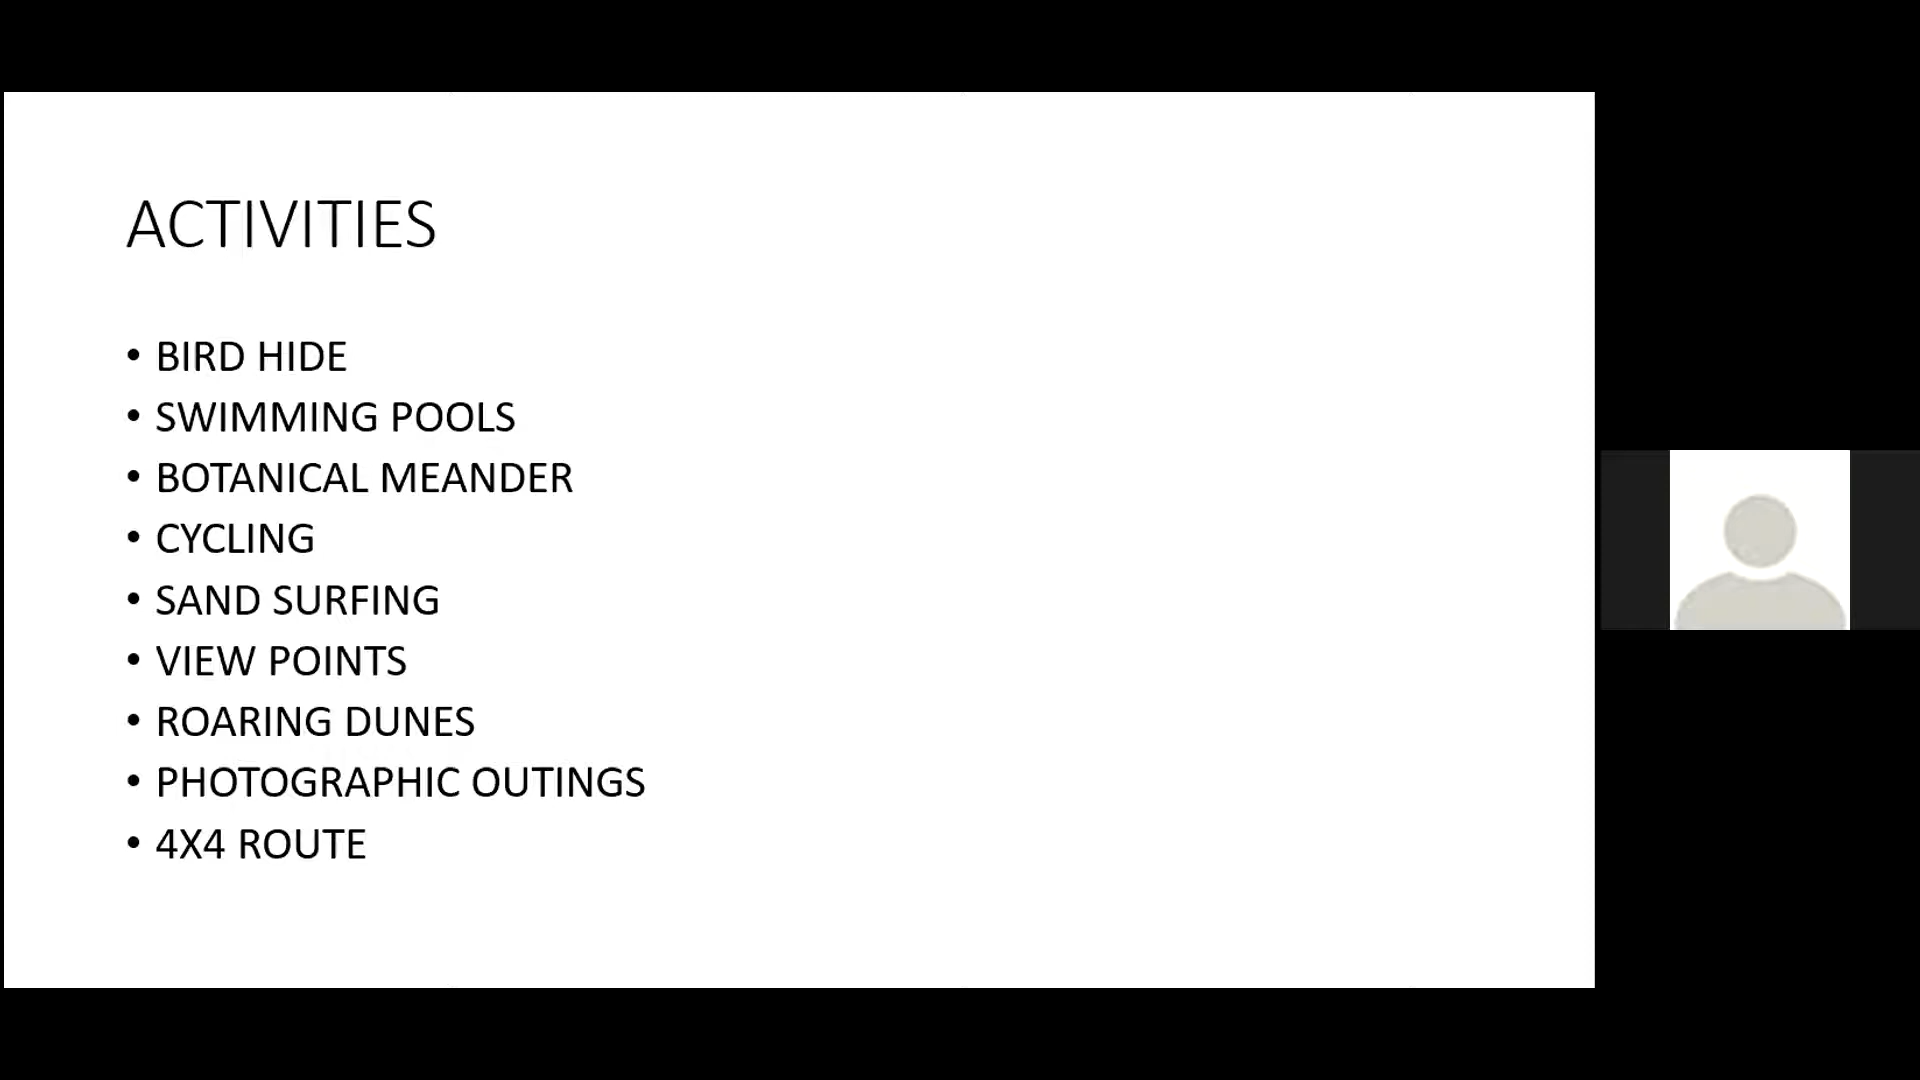 ACTIVITIES
• BIRD HIDE
• SWIMMING POOLS
• BOTANICAL MEANDER
• CYCLING
• SAND SURFING
• VIEW POINTS
• ROARING DUNES
• PHOTOGRAPHIC OUTINGS
• 4X4 ROUTE